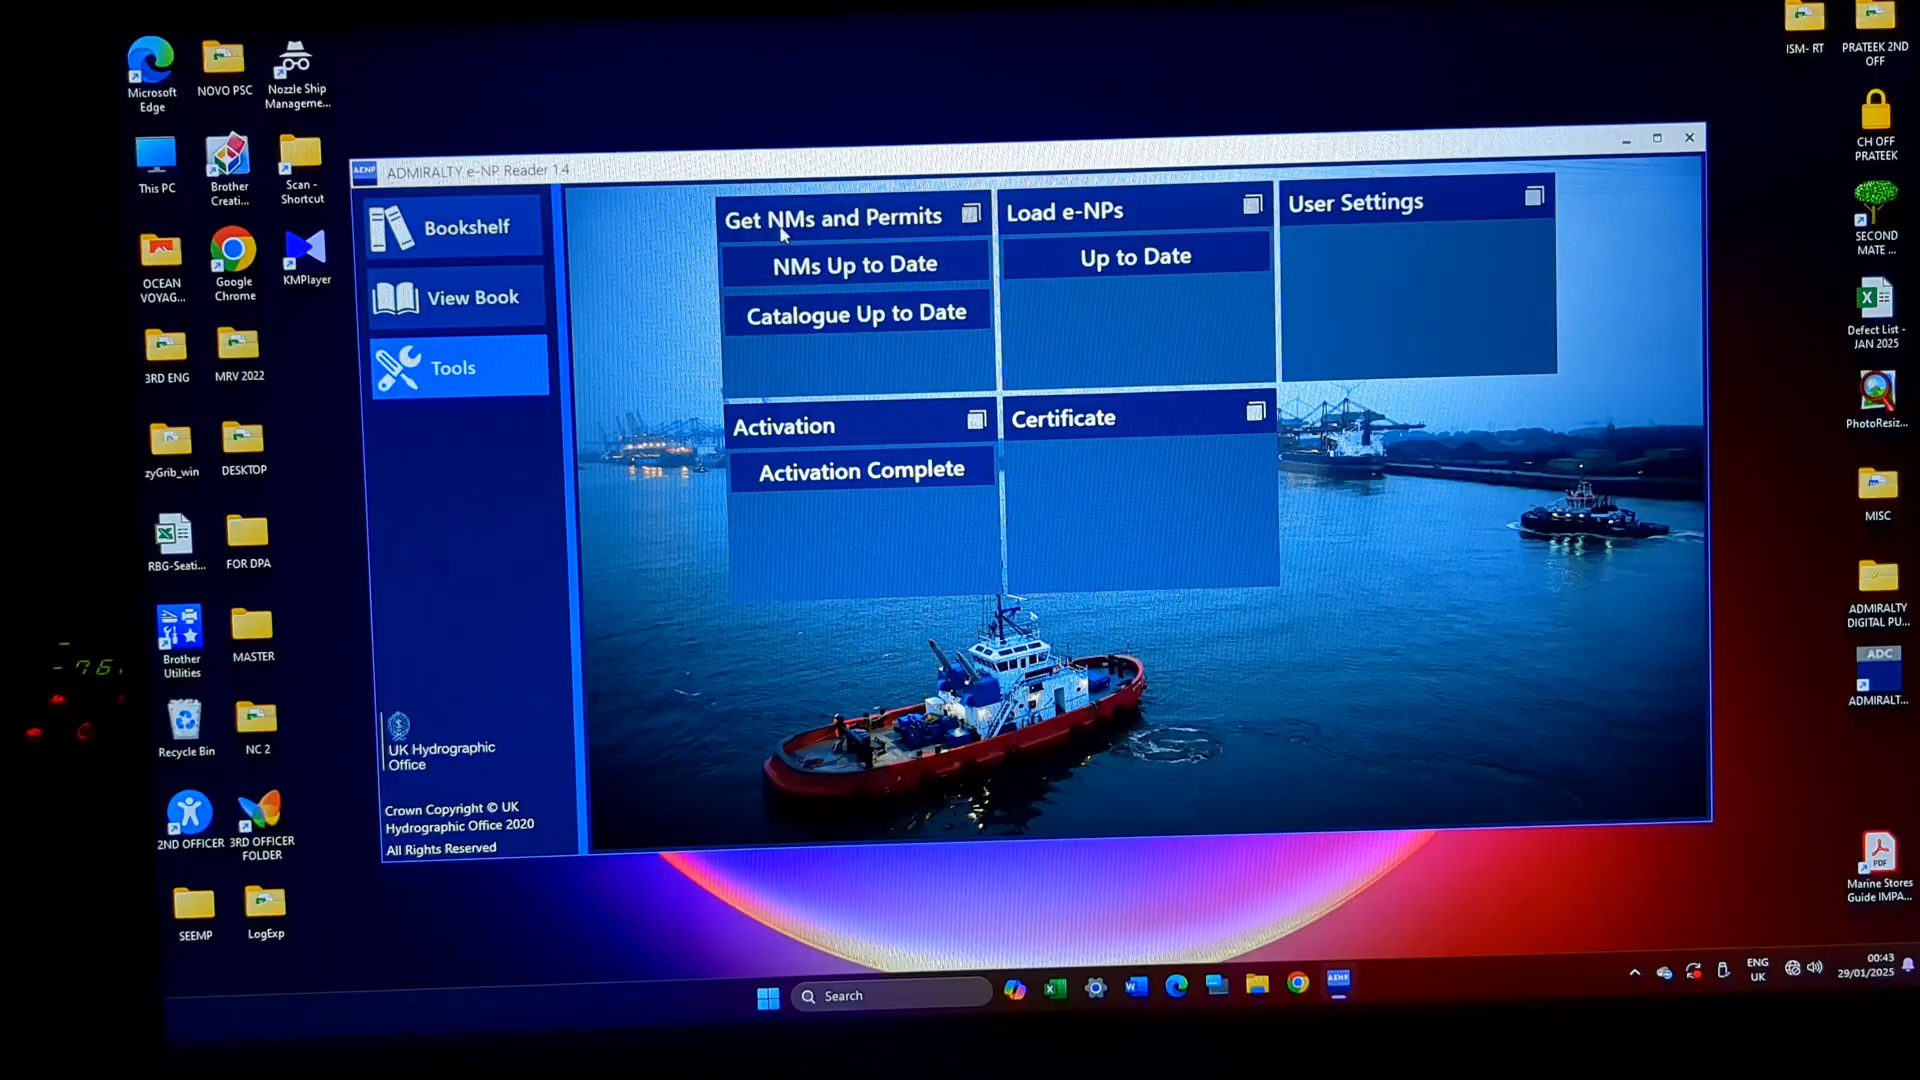 Microsoft
Edge
NOVO PSC
Nozzle Ship
Manageme...
This PC
Brother
Creati...
Scan -
Shortcut
OCEAN
VOYAG...
Google
Chrome
KMPlayer
3RD ENG
MRV 2022
zyGrib_win
DESKTOP
RBG-Seati...
FOR DPA
Brother
Utilities
MASTER
Recycle Bin
NC 2
2ND OFFICER
3RD OFFICER
FOLDER
SEEMP
LogExp
-76.
AENP
ADMIRALTY e-NP Reader 1.4
Bookshelf
View Book
Tools
UK Hydrographic
Office
Crown Copyright © UK
Hydrographic Office 2020
All Rights Reserved
Get NMs and Permits
NMs Up to Date
Catalogue Up to Date
Load e-NPs
Up to Date
User Settings
Activation
Activation Complete
Certificate
ISM- RT
PRATEEK 2ND
OFF
CH OFF
PRATEEK
SECOND
MATE ...
Defect List -
JAN 2025
PhotoResiz...
MISC
ADMIRALTY
DIGITAL PU...
ADC
ADMIRALT...
PDF
Marine Stores
Guide IMPA...
Search
AENP
ENG
UK
00:43
29/01/2025